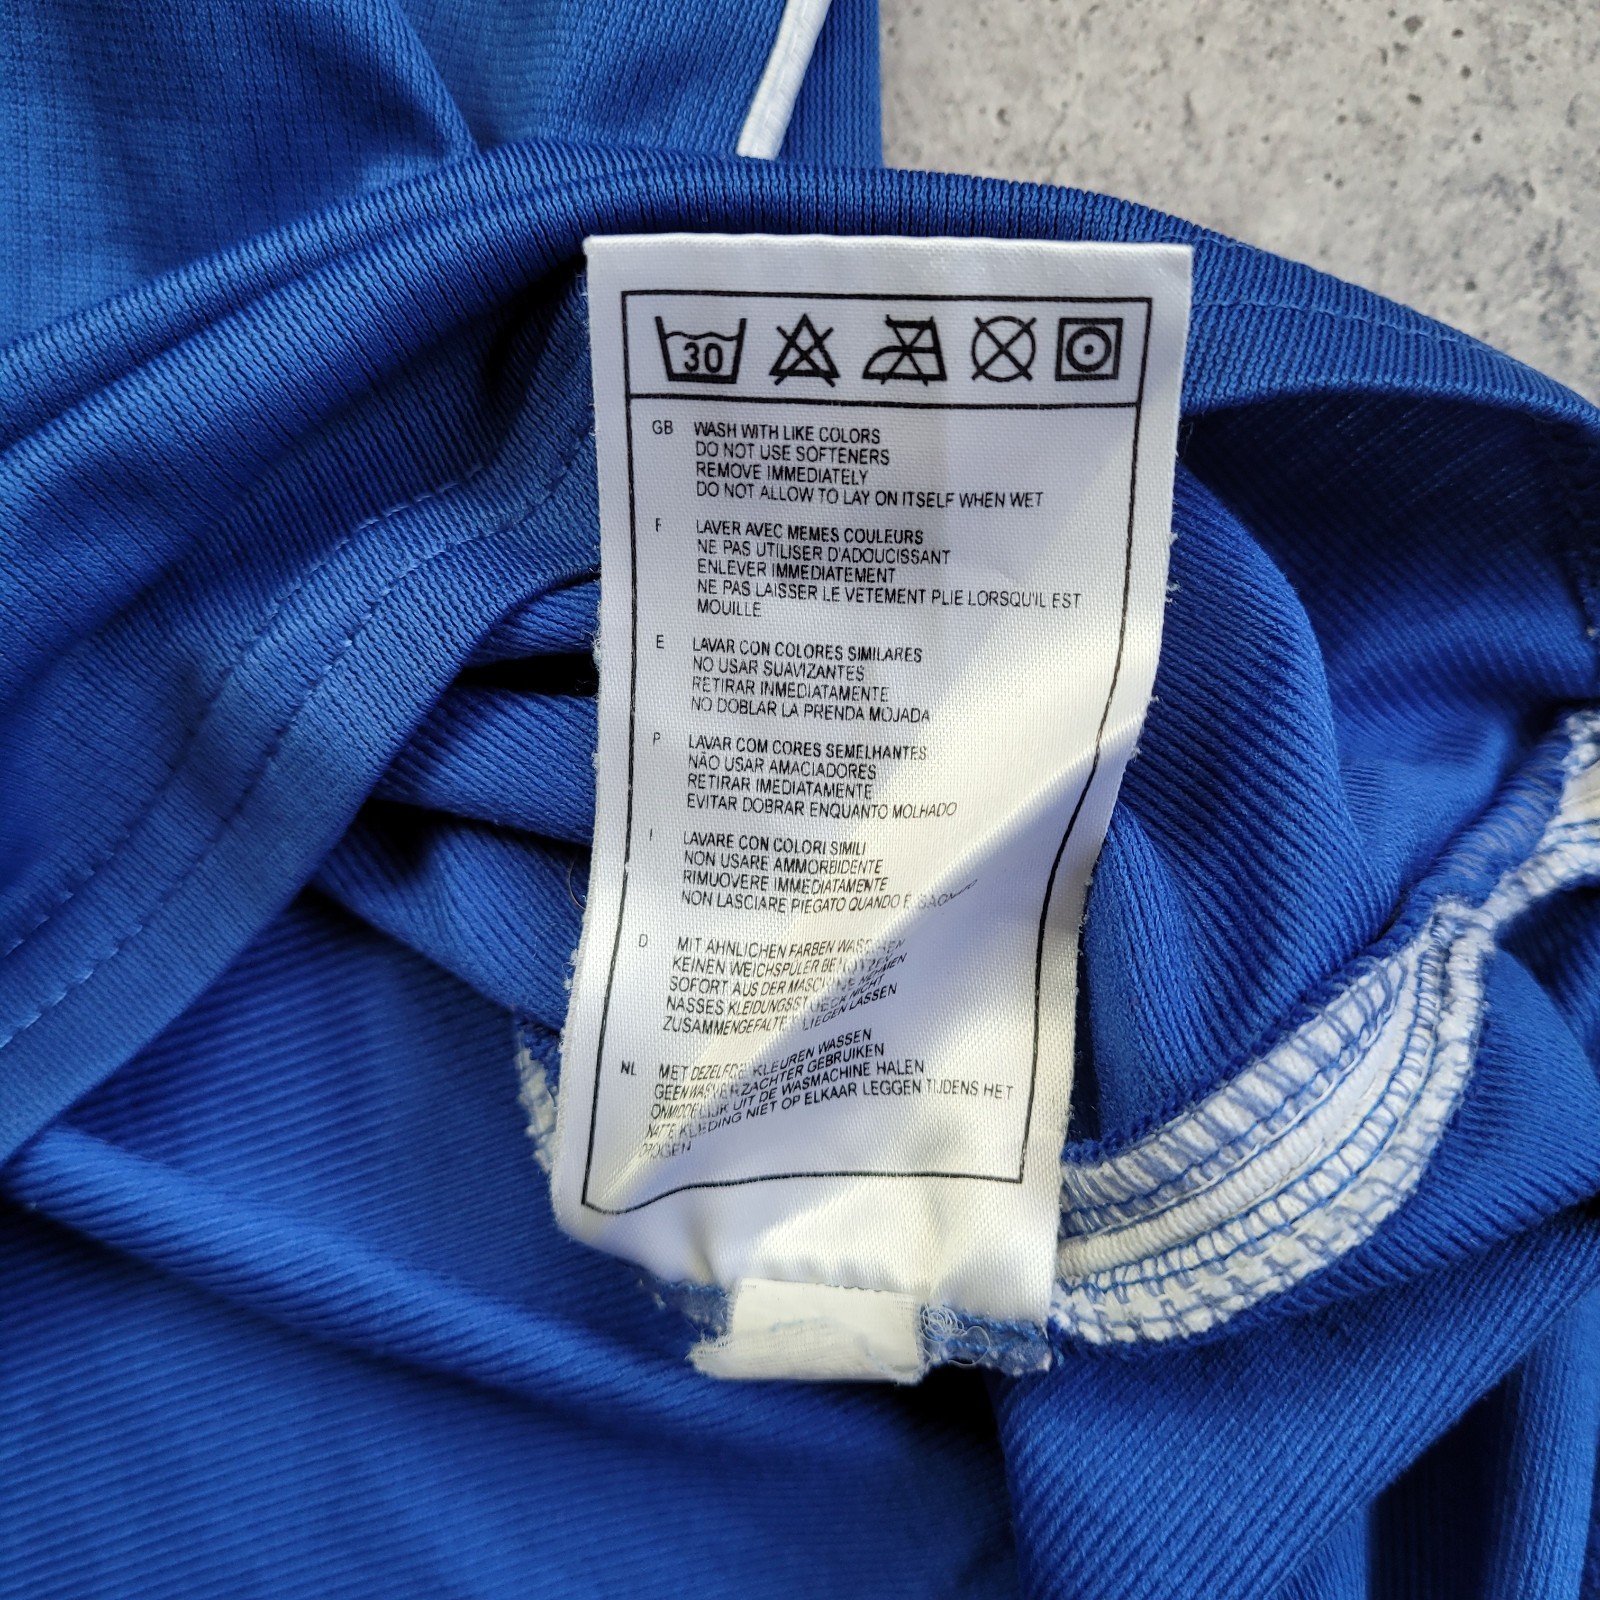 30
GB WASH WITH LIKE COLORS
DO NOT USE SOFTENERS
REMOVE IMMEDIATELY
DO NOT ALLOW TO LAY ON ITSELF WHEN WET
F LAVER AVEC MEMES COULEURS
NE PAS UTILISER D'ADOUCISSANT
ENLEVER IMMEDIATEMENT
NE PAS LAISSER LE VETEMENT PLIE LORSQU'IL EST
MOUILLE
E LAVAR CON COLORES SIMILARES
NO USAR SUAVIZANTES
RETIRAR INMEDIATAMENTE
NO DOBLAR LA PRENDA MOJADA
P LAVAR COM CORES SEMELHANTES
NÃO USAR AMACIADORES
RETIRAR IMEDIATAMENTE
EVITAR DOBRAR ENQUANTO MOLHADO
I LAVARE CON COLORI SIMILI
NON USARE AMMORBIDENTE
RIMUOVERE IMMEDIATAMENTE
NON LASCIARE PIEGATO QUANDO
D MIT ÄHNLICHEN FARBEN WASCHEN
KEINEN WEICHSPÜLER
SOFORT AUS DER MASCHINE NEHMEN
NASSES KLEIDUNGSSTUECK NICHT
ZUSAMMENGEFALTET LIEGEN LASSEN
NL MET DEZELFDE KLEUREN WASSEN
GEEN WASVERZACHTER GEBRUIKEN
ONMIDDELLIJK UIT DE WASMACHINE HALEN
NATTE KLEDING NIET OP ELKAAR LEGGEN TIJDENS HET
DROGEN